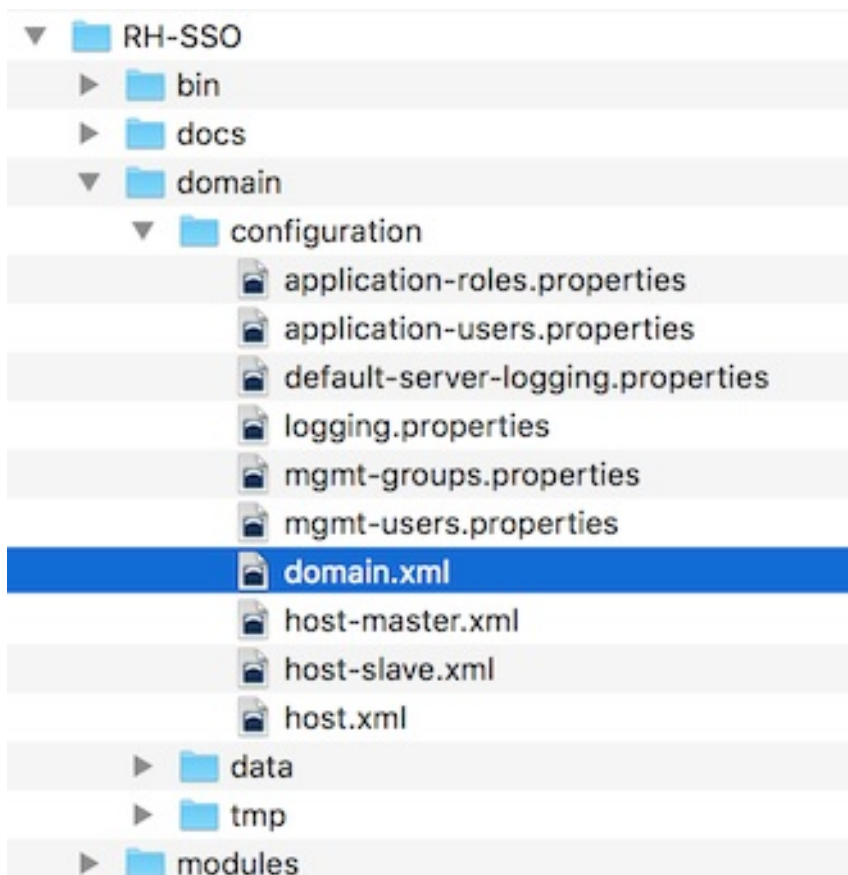 RH-SSO
bin
docs
domain
configuration
application-roles.properties
application-users.properties
default-server-logging.properties
logging.properties
mgmt-groups.properties
mgmt-users.properties
domain.xml
host-master.xml
host-slave.xml
host.xml
data
tmp
modules